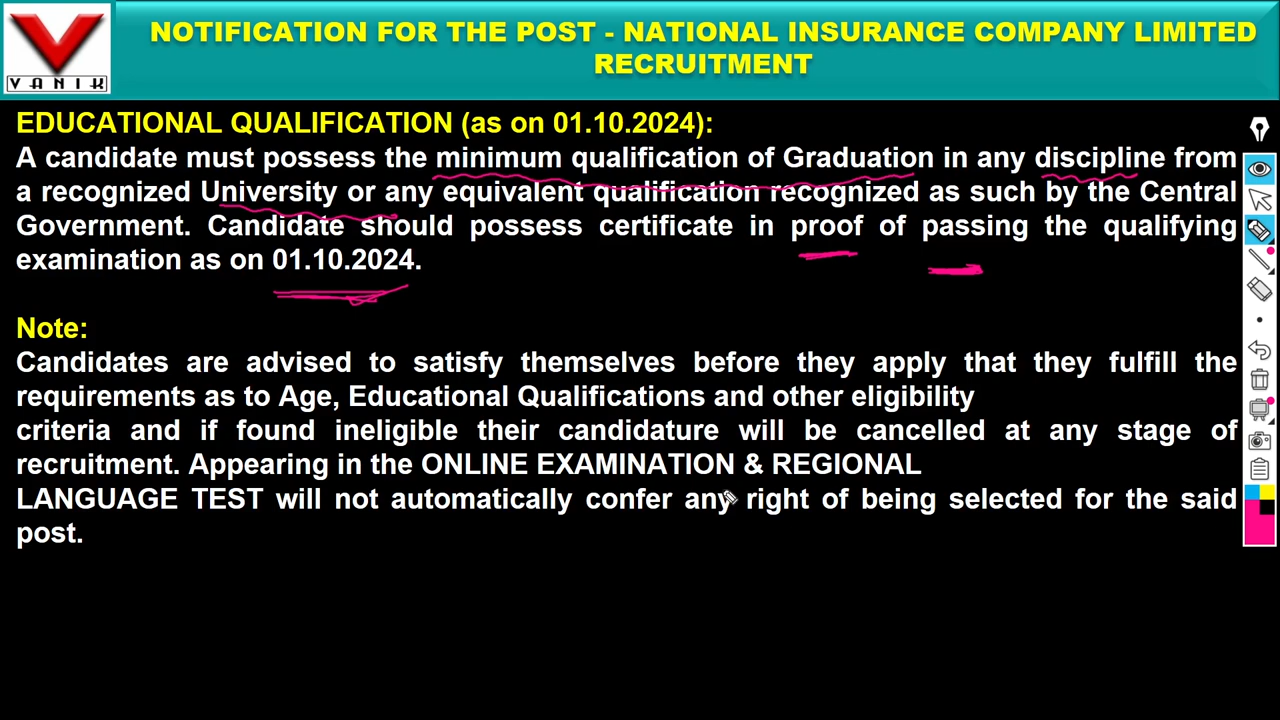 NOTIFICATION FOR THE POST - NATIONAL INSURANCE COMPANY LIMITED
RECRUITMENT
VANIK
EDUCATIONAL QUALIFICATION (as on 01.10.2024):
A candidate must possess the minimum qualification of Graduation in any discipline from
a recognized University or any equivalent qualification recognized as such by the Central
Government. Candidate should possess certificate in proof of passing the qualifying
examination as on 01.10.2024.
Note:
Candidates are advised to satisfy themselves before they apply that they fulfill the
requirements as to Age, Educational Qualifications and other eligibility
criteria and if found ineligible their candidature will be cancelled at any stage of
recruitment. Appearing in the ONLINE EXAMINATION & REGIONAL
LANGUAGE TEST will not automatically confer any right of being selected for the said
post.